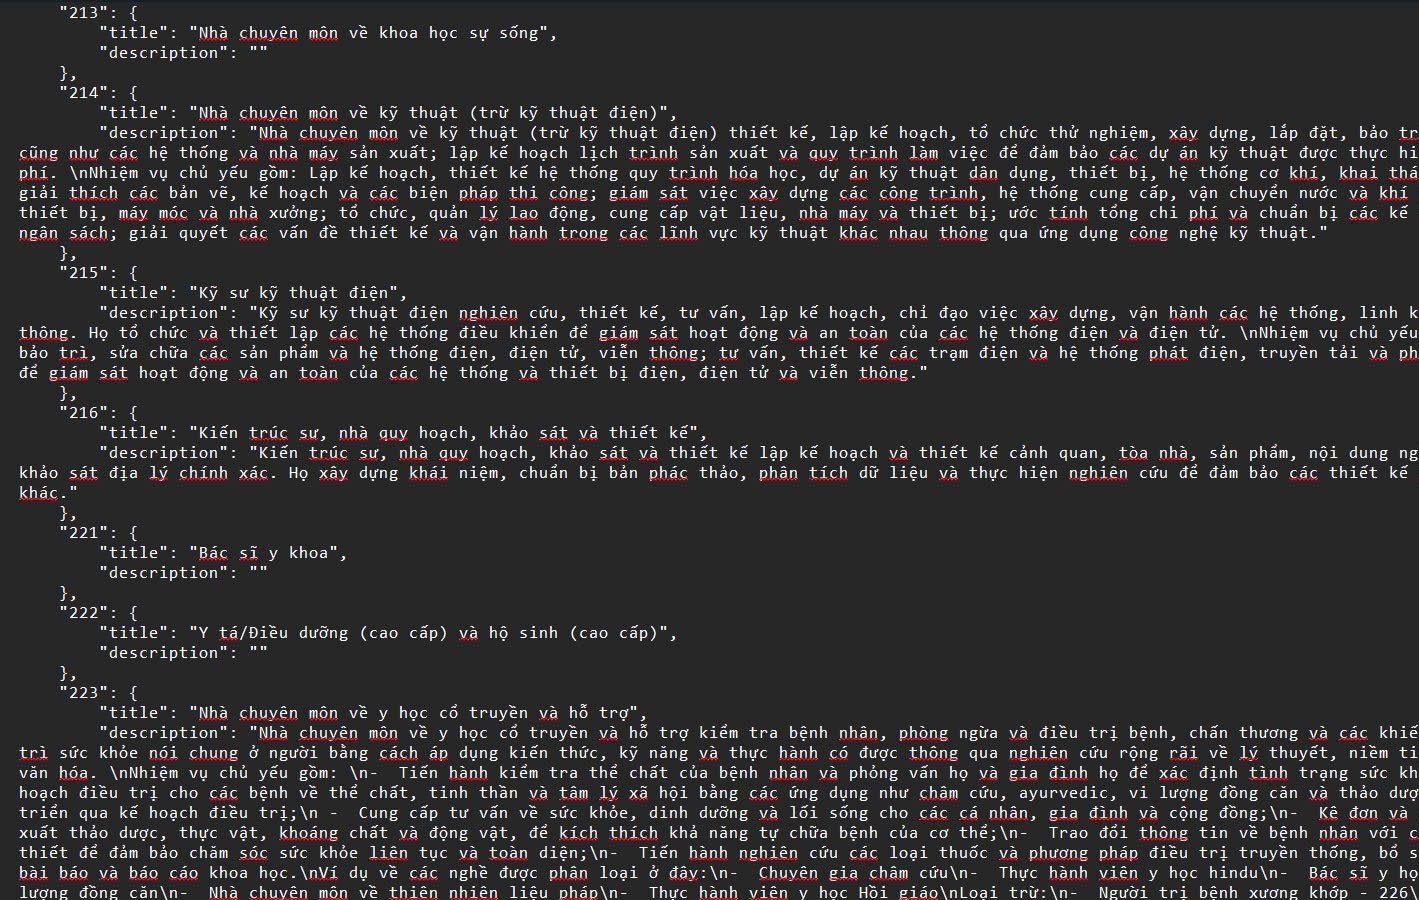 "213": {
"title": "Nhà chuyên môn về khoa học sự sống",
"description": ""
},
"214": {
"title": "Nhà chuyên môn về kỹ thuật (trừ kỹ thuật điện)",
"description": "Nhà chuyên môn về kỹ thuật (trừ kỹ thuật điện) thiết kế, lập kế hoạch, tổ chức thử nghiệm, xây dựng, lắp đặt, bảo tr
cũng như các hệ thống và nhà máy sản xuất; lập kế hoạch lịch trình sản xuất và quy trình làm việc để đảm bảo các dự án kỹ thuật được thực hi
phí. \nNhiệm vụ chủ yếu gồm: Lập kế hoạch, thiết kế hệ thống quy trình hóa học, dự án kỹ thuật dân dụng, thiết bị, hệ thống cơ khí, khai thá
giải thích các bản vẽ, kế hoạch và các biện pháp thi công; giám sát việc xây dựng các công trình, hệ thống cung cấp, vận chuyển nước và khí
thiết bị, máy móc và nhà xưởng; tổ chức, quản lý lao động, cung cấp vật liệu, nhà máy và thiết bị; ước tính tổng chi phí và chuẩn bị các kế
ngân sách; giải quyết các vấn đề thiết kế và vận hành trong các lĩnh vực kỹ thuật khác nhau thông qua ứng dụng công nghệ kỹ thuật."
},
"215": {
"title": "Kỹ sư kỹ thuật điện",
"description": "Kỹ sư kỹ thuật điện nghiên cứu, thiết kế, tư vấn, lập kế hoạch, chỉ đạo việc xây dựng, vận hành các hệ thống, linh k
thông. Họ tổ chức và thiết lập các hệ thống điều khiển để giám sát hoạt động và an toàn của các hệ thống điện và điện tử. \nNhiệm vụ chủ yếu
bảo trì, sửa chữa các sản phẩm và hệ thống điện, điện tử, viễn thông; tư vấn, thiết kế các trạm điện và hệ thống phát điện, truyền tải và ph
để giám sát hoạt động và an toàn của các hệ thống và thiết bị điện, điện tử và viễn thông."
},
"216": {
"title": "Kiến trúc sư, nhà quy hoạch, khảo sát và thiết kế",
"description": "Kiến trúc sư, nhà quy hoạch, khảo sát và thiết kế lập kế hoạch và thiết kế cảnh quan, tòa nhà, sản phẩm, nội dung ng
khảo sát địa lý chính xác. Họ xây dựng khái niệm, chuẩn bị bản phác thảo, phân tích dữ liệu và thực hiện nghiên cứu để đảm bảo các thiết kế
khác."
},
"221": {
"title": "Bác sĩ y khoa",
"description": ""
},
"222": {
"title": "Y tá/Điều dưỡng (cao cấp) và hộ sinh (cao cấp)",
"description": ""
},
"223": {
"title": "Nhà chuyên môn về y học cổ truyền và hỗ trợ",
"description": "Nhà chuyên môn về y học cổ truyền và hỗ trợ kiểm tra bệnh nhân, phòng ngừa và điều trị bệnh, chấn thương và các khiế
trì sức khỏe nói chung ở người bằng cách áp dụng kiến thức, kỹ năng và thực hành có được thông qua nghiên cứu rộng rãi về lý thuyết, niềm ti
văn hóa. \nNhiệm vụ chủ yếu gồm: \n-  Tiến hành kiểm tra thể chất của bệnh nhân và phỏng vấn họ và gia đình họ để xác định tình trạng sức kh
hoạch điều trị cho các bệnh về thể chất, tinh thần và tâm lý xã hội bằng các ứng dụng như châm cứu, ayurvedic, vi lượng đồng căn và thảo dượ
triển qua kế hoạch điều trị;\n -  Cung cấp tư vấn về sức khỏe, dinh dưỡng và lối sống cho các cá nhân, gia đình và cộng đồng;\n-  Kê đơn và
xuất thảo dược, thực vật, khoáng chất và động vật, để kích thích khả năng tự chữa bệnh của cơ thể;\n-  Trao đổi thông tin về bệnh nhân với c
thiết để đảm bảo chăm sóc sức khỏe liên tục và toàn diện;\n-  Tiến hành nghiên cứu các loại thuốc và phương pháp điều trị truyền thống, bổ s
bài báo và báo cáo khoa học.\nVí dụ về các nghề được phân loại ở đây:\n-  Chuyên gia châm cứu\n-  Thực hành viên y học hindu\n-  Bác sĩ y họ
lượng đồng căn\n-  Nhà chuyên môn về thiên nhiên liệu pháp\n-  Thực hành viên y học Hồi giáo\nLoại trừ:\n-  Người trị bệnh xương khớp - 226\